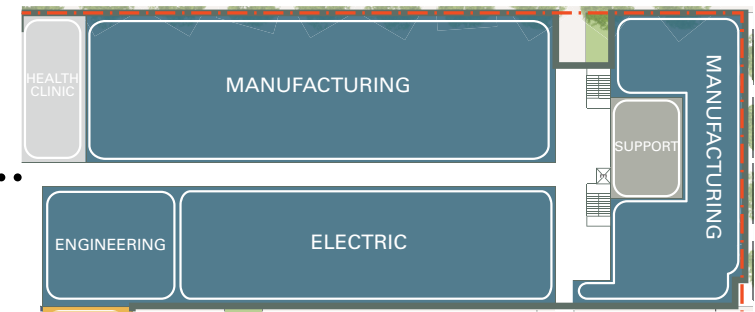 HEALTH
CLINIC
MANUFACTURING
MANUFACTURING
SUPPORT
ENGINEERING
ELECTRIC